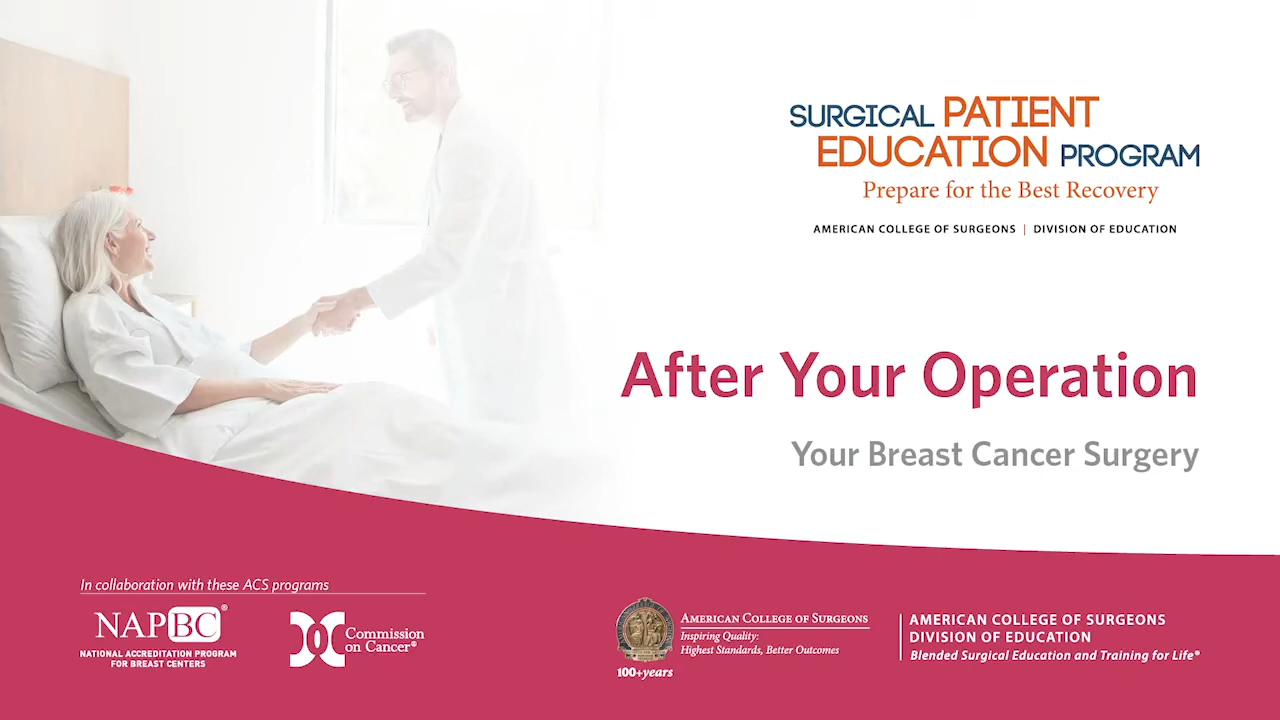 SURGICAL PATIENT
EDUCATION PROGRAM
Prepare for the Best Recovery
AMERICAN COLLEGE OF SURGEONS | DIVISION OF EDUCATION
After Your Operation
Your Breast Cancer Surgery
In collaboration with these ACS programs
NAPBC®
NATIONAL ACCREDITATION PROGRAM
FOR BREAST CENTERS
Commission
on Cancer®
AMERICAN COLLEGE OF SURGEONS
Inspiring Quality:
Highest Standards, Better Outcomes
100+years
AMERICAN COLLEGE OF SURGEONS
DIVISION OF EDUCATION
Blended Surgical Education and Training for Life®